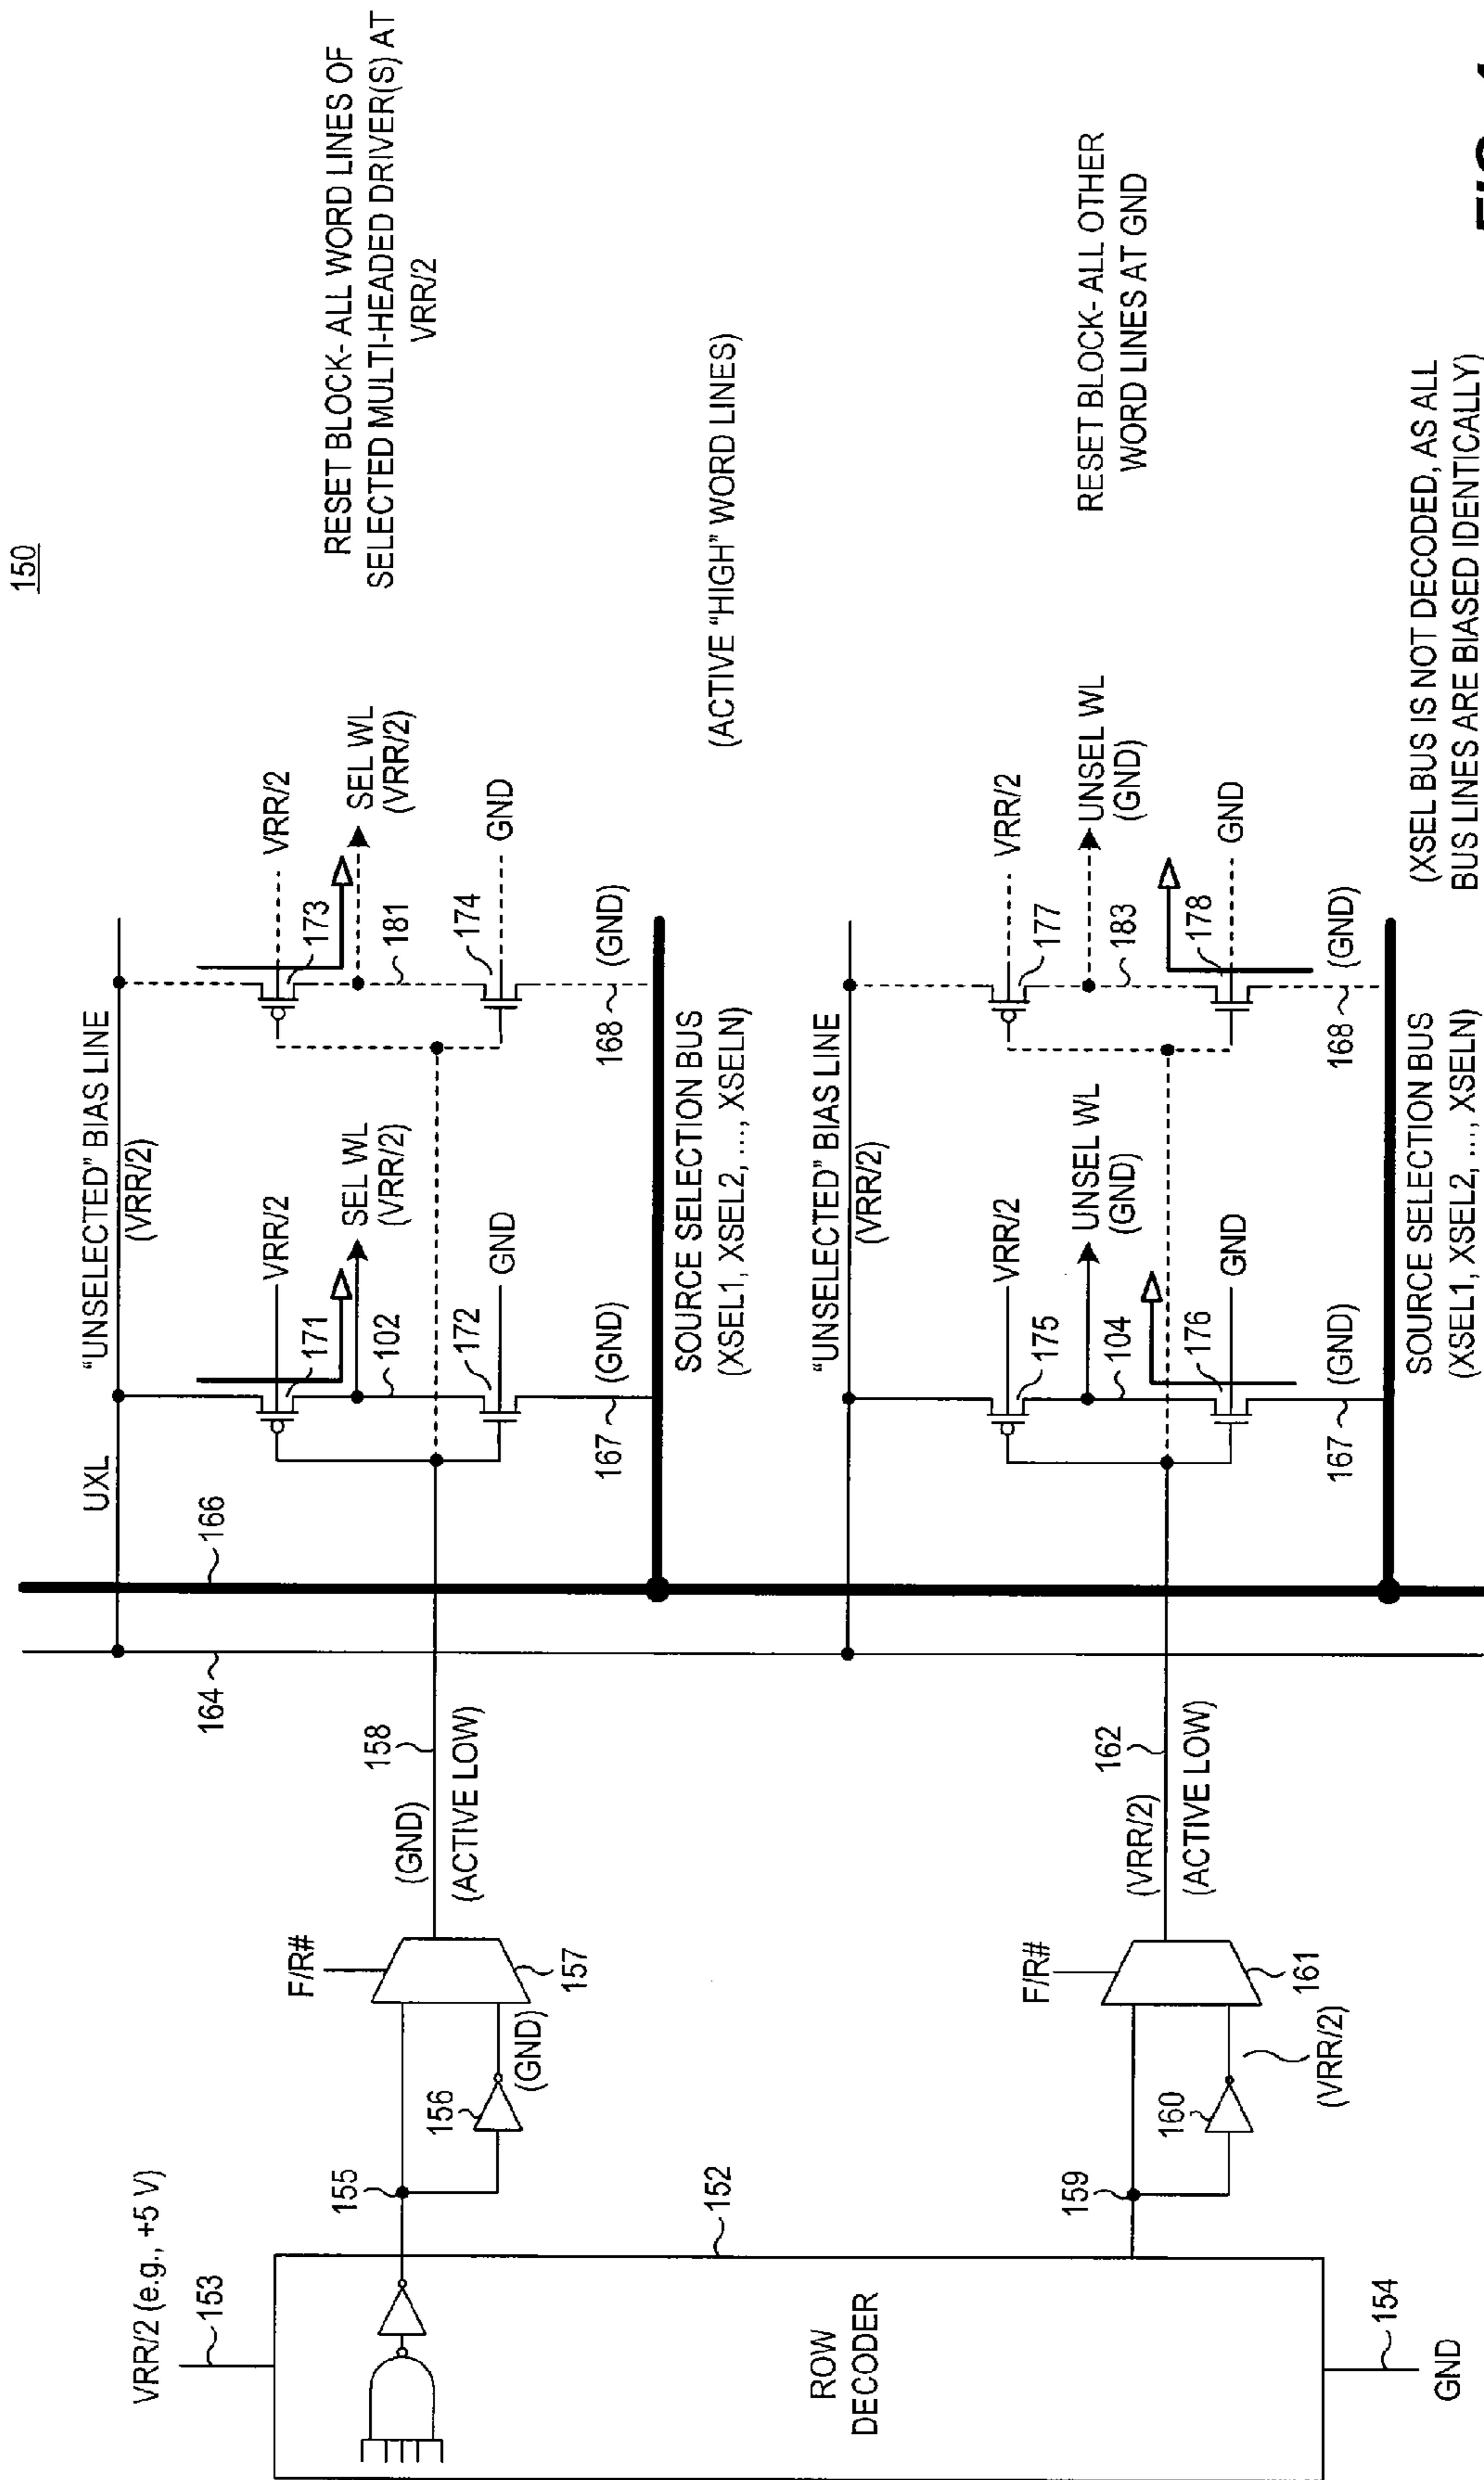 150
VRR/2 (e.g., +5 V)
153
152
ROW
DECODER
154
GND
155
156
(GND)
F/R#
157
(GND)
158
(ACTIVE LOW)
164
166
UXL
"UNSELECTED" BIAS LINE
(VRR/2)
VRR/2
171
SEL WL
(VRR/2)
102
172
GND
167
(GND)
SOURCE SELECTION BUS
(XSEL1, XSEL2, ..., XSELN)
VRR/2
173
SEL WL
(VRR/2)
181
174
GND
168
(GND)
RESET BLOCK- ALL WORD LINES OF
SELECTED MULTI-HEADED DRIVER(S) AT
VRR/2
(ACTIVE "HIGH" WORD LINES)
159
160
(VRR/2)
F/R#
161
(VRR/2)
162
(ACTIVE LOW)
"UNSELECTED" BIAS LINE
(VRR/2)
VRR/2
175
UNSEL WL
(GND)
104
176
GND
167
(GND)
SOURCE SELECTION BUS
(XSEL1, XSEL2, ..., XSELN)
VRR/2
177
UNSEL WL
(GND)
183
178
GND
168
(GND)
RESET BLOCK- ALL OTHER
WORD LINES AT GND
(XSEL BUS IS NOT DECODED, AS ALL
BUS LINES ARE BIASED IDENTICALLY)
FIG.